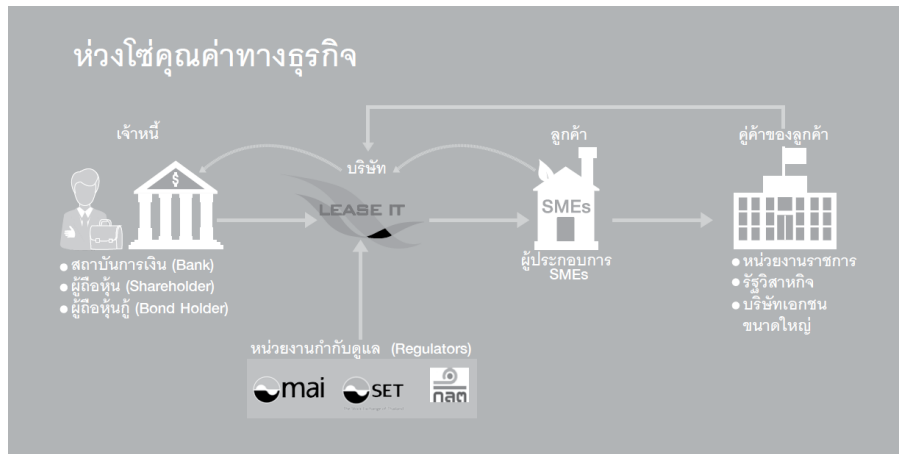 ห่วงโซ่คุณค่าทางธุรกิจ
เจ้าหนี้
$
สถาบันการเงิน (Bank)
ผู้ถือหุ้น (Shareholder)
ผู้ถือหุ้นกู้ (Bond Holder)
บริษัท
LEASE IT
ลูกค้า
SMEs
ผู้ประกอบการ
SMEs
คู่ค้าของลูกค้า
หน่วยงานราชการ
รัฐวิสาหกิจ
บริษัทเอกชน
ขนาดใหญ่
หน่วยงานกำกับดูแล (Regulators)
mai
SET
กลต